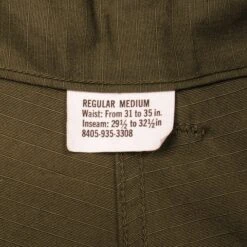 REGULAR MEDIUM
Waist: From 31 to 35 in.
Inseam: 29½ to 32½ in
8405-935-3308